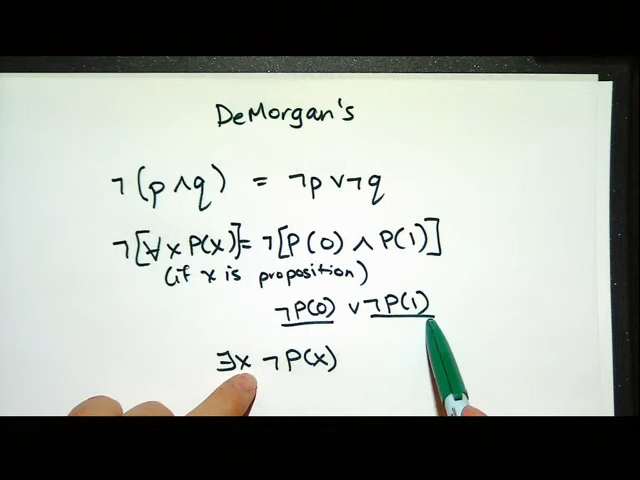 DeMorgan's
¬(p∧q) = ¬p∨¬q
¬[∀x P(x)]=¬[P(0) ∧ P(1)]
(if x is proposition)
¬P(0) ∨ ¬P(1)
∃x ¬P(x)